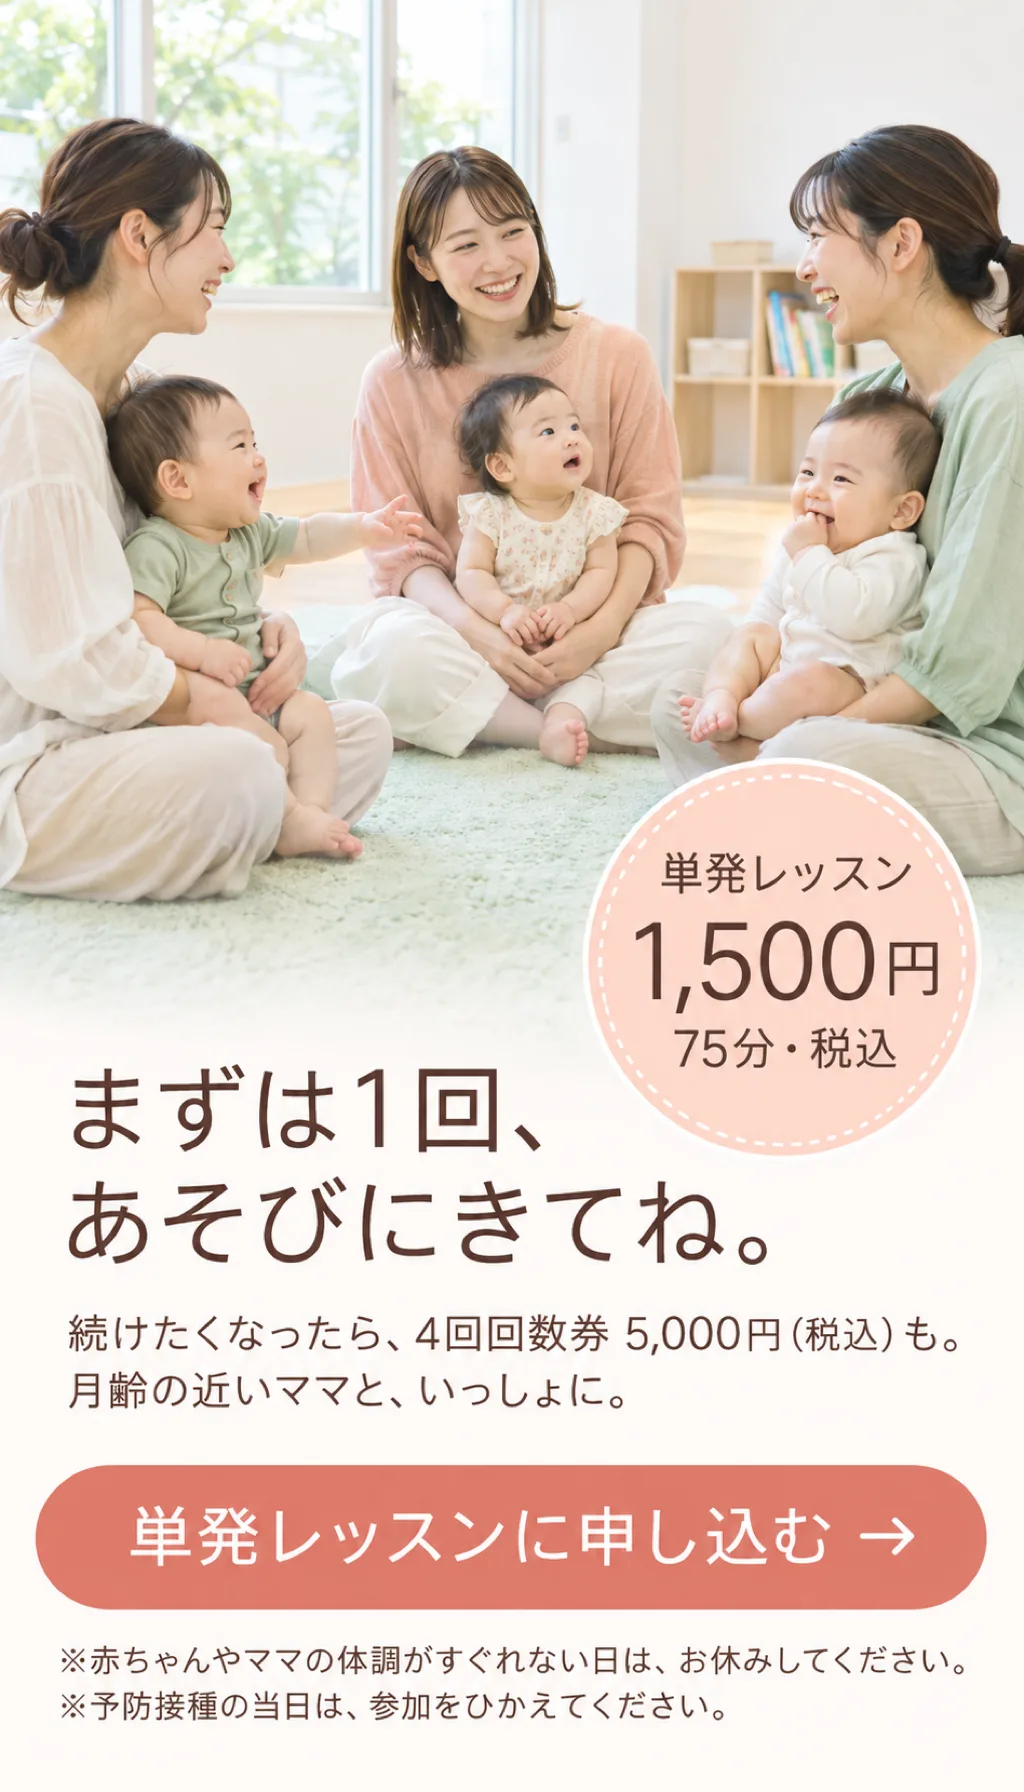 単発レッスン
1,500円
75分・税込
まずは1回、
あそびにきてね。
続けたくなったら、4回回数券 5,000円（税込）も。
月齢の近いママと、いっしょに。
単発レッスンに申し込む →
※赤ちゃんやママの体調がすぐれない日は、お休みしてください。
※予防接種の当日は、参加をひかえてください。